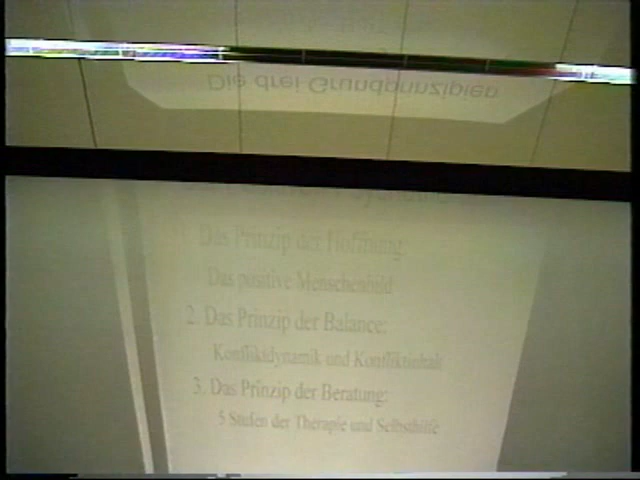 Die drei Grundprinzipien
1. Das Prinzip der Hoffnung:
Das positive Menschenbild
2. Das Prinzip der Balance:
Konfliktdynamik und Konfliktinhalt
3. Das Prinzip der Beratung:
5 Stufen der Therapie und Selbsthilfe